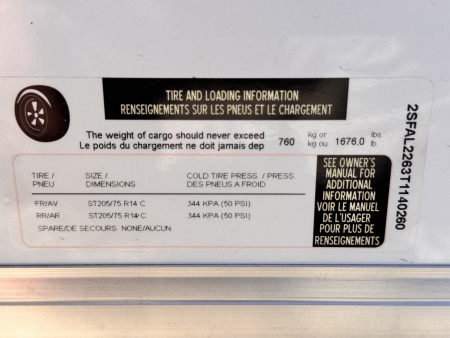 TIRE AND LOADING INFORMATION
RENSEIGNEMENTS SUR LES PNEUS ET LE CHARGEMENT
The weight of cargo should never exceed 760 kg or 1676.0 lbs
Le poids du chargement ne doit jamais dep kg ou lb.
TIRE / SIZE / COLD TIRE PRESS / PRESS.
PNEU DIMENSIONS DES PNEUS A FROID
FR/AV ST205/75 R14 C 344 KPA (50 PSI)
RR/AR ST205/75 R14 C 344 KPA (50 PSI)
SPARE/DE SECOURS NONE/AUCUN
SEE OWNER'S
MANUAL FOR
ADDITIONAL
INFORMATION
VOIR LE MANUEL
DE L'USAGER
POUR PLUS DE
RENSEIGNEMENTS
2SFAL2263T1140260